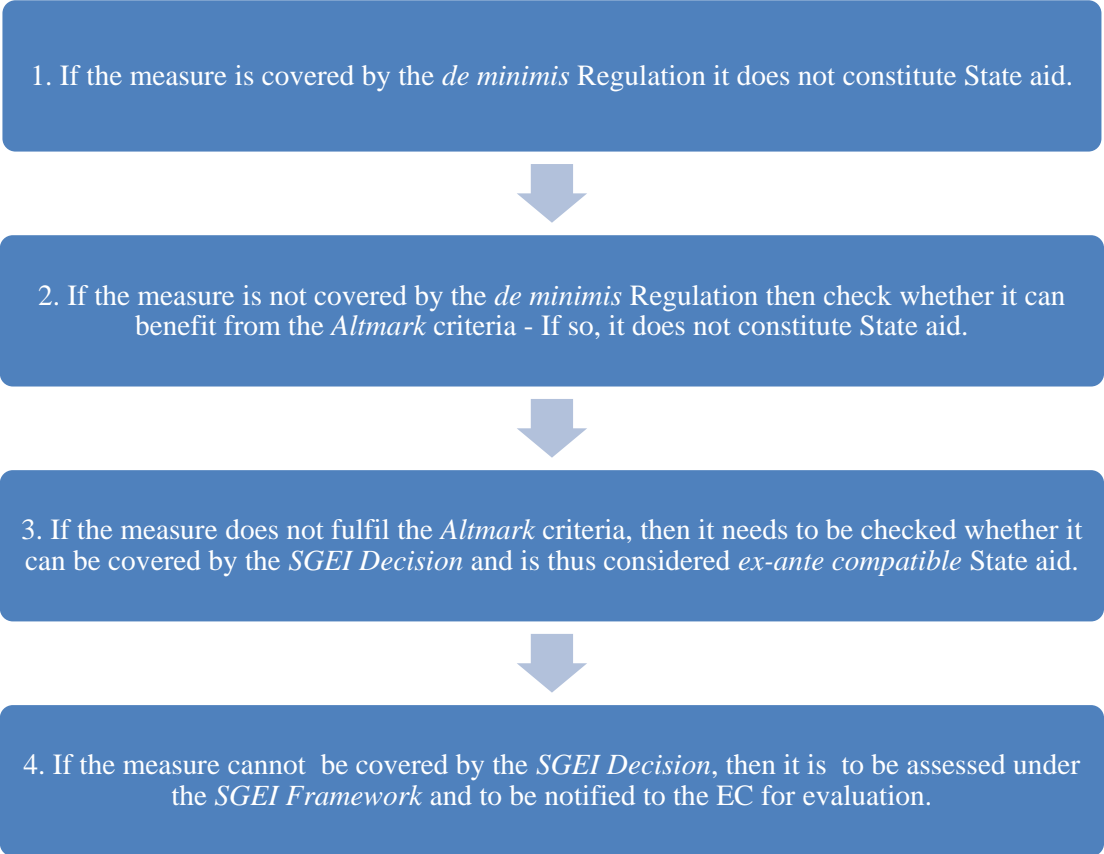 1. If the measure is covered by the de minimis Regulation it does not constitute State aid.
2. If the measure is not covered by the de minimis Regulation then check whether it can
benefit from the Altmark criteria - If so, it does not constitute State aid.
3. If the measure does not fulfil the Altmark criteria, then it needs to be checked whether it
can be covered by the SGEI Decision and is thus considered ex-ante compatible State aid.
4. If the measure cannot  be covered by the SGEI Decision, then it is  to be assessed under
the SGEI Framework and to be notified to the EC for evaluation.